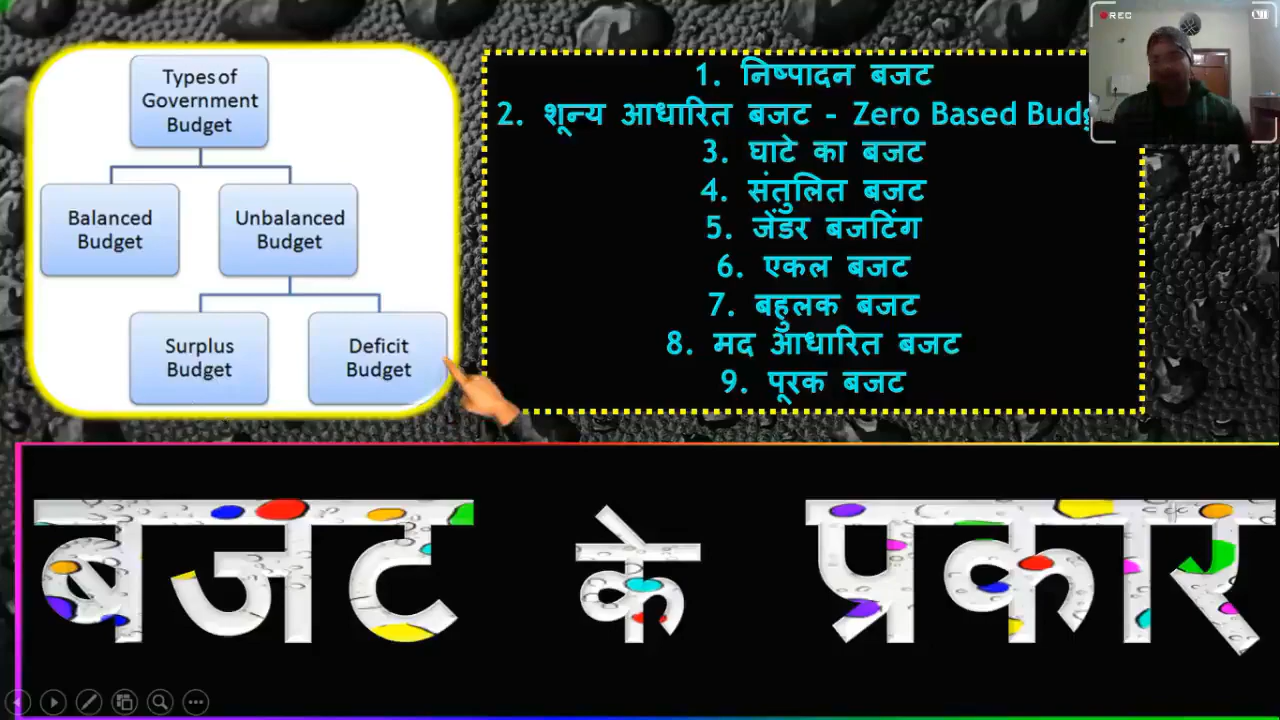 Types of
Government
Budget
Balanced
Budget
Unbalanced
Budget
Surplus
Budget
Deficit
Budget
1. निष्पादन बजट
2. शून्य आधारित बजट - Zero Based
3. घाटे का बजट
4. संतुलित बजट
5. जेंडर बजटिंग
6. एकल बजट
7. बहुलक बजट
8. मद आधारित बजट
9. पूरक बजट
REC
बजट के प्रकार